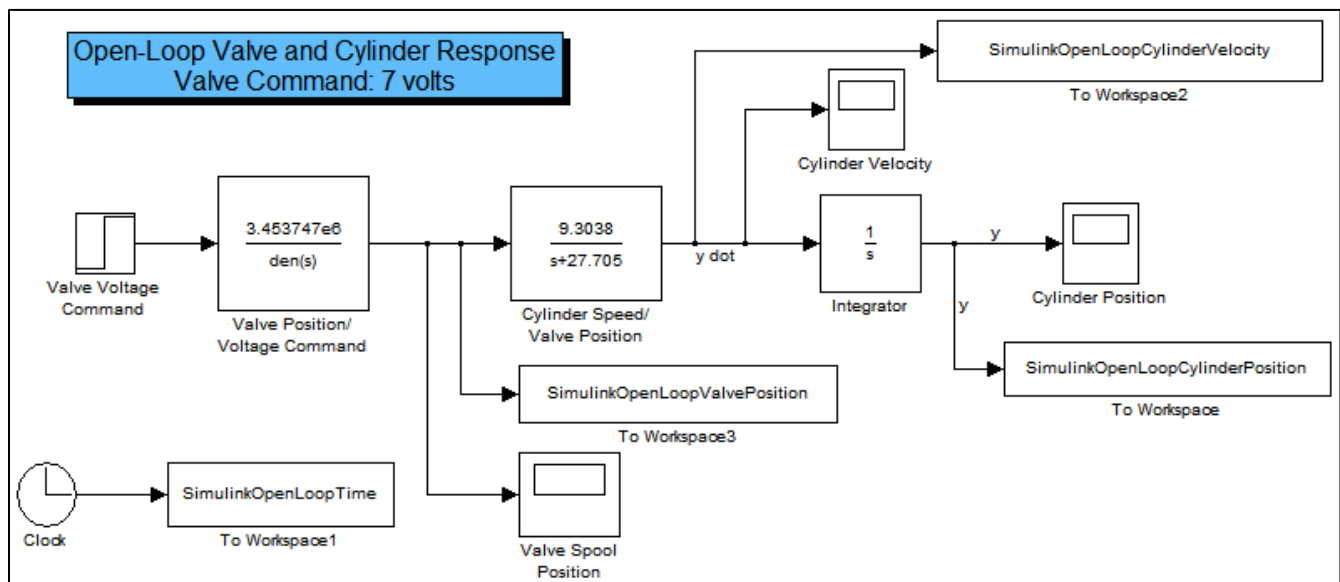 Open-Loop Valve and Cylinder Response
Valve Command: 7 volts
SimulinkOpenLoopCylinderVelocity
To Workspace2
Cylinder Velocity
3.453747e6
den(s)
9.3038
s+27.705
1
s
y dot
y
y
Valve Voltage
Command
Valve Position/
Voltage Command
Cylinder Speed/
Valve Position
Integrator
Cylinder Position
SimulinkOpenLoopValvePosition
To Workspace3
SimulinkOpenLoopCylinderPosition
To Workspace
Clock
SimulinkOpenLoopTime
To Workspace1
Valve Spool
Position